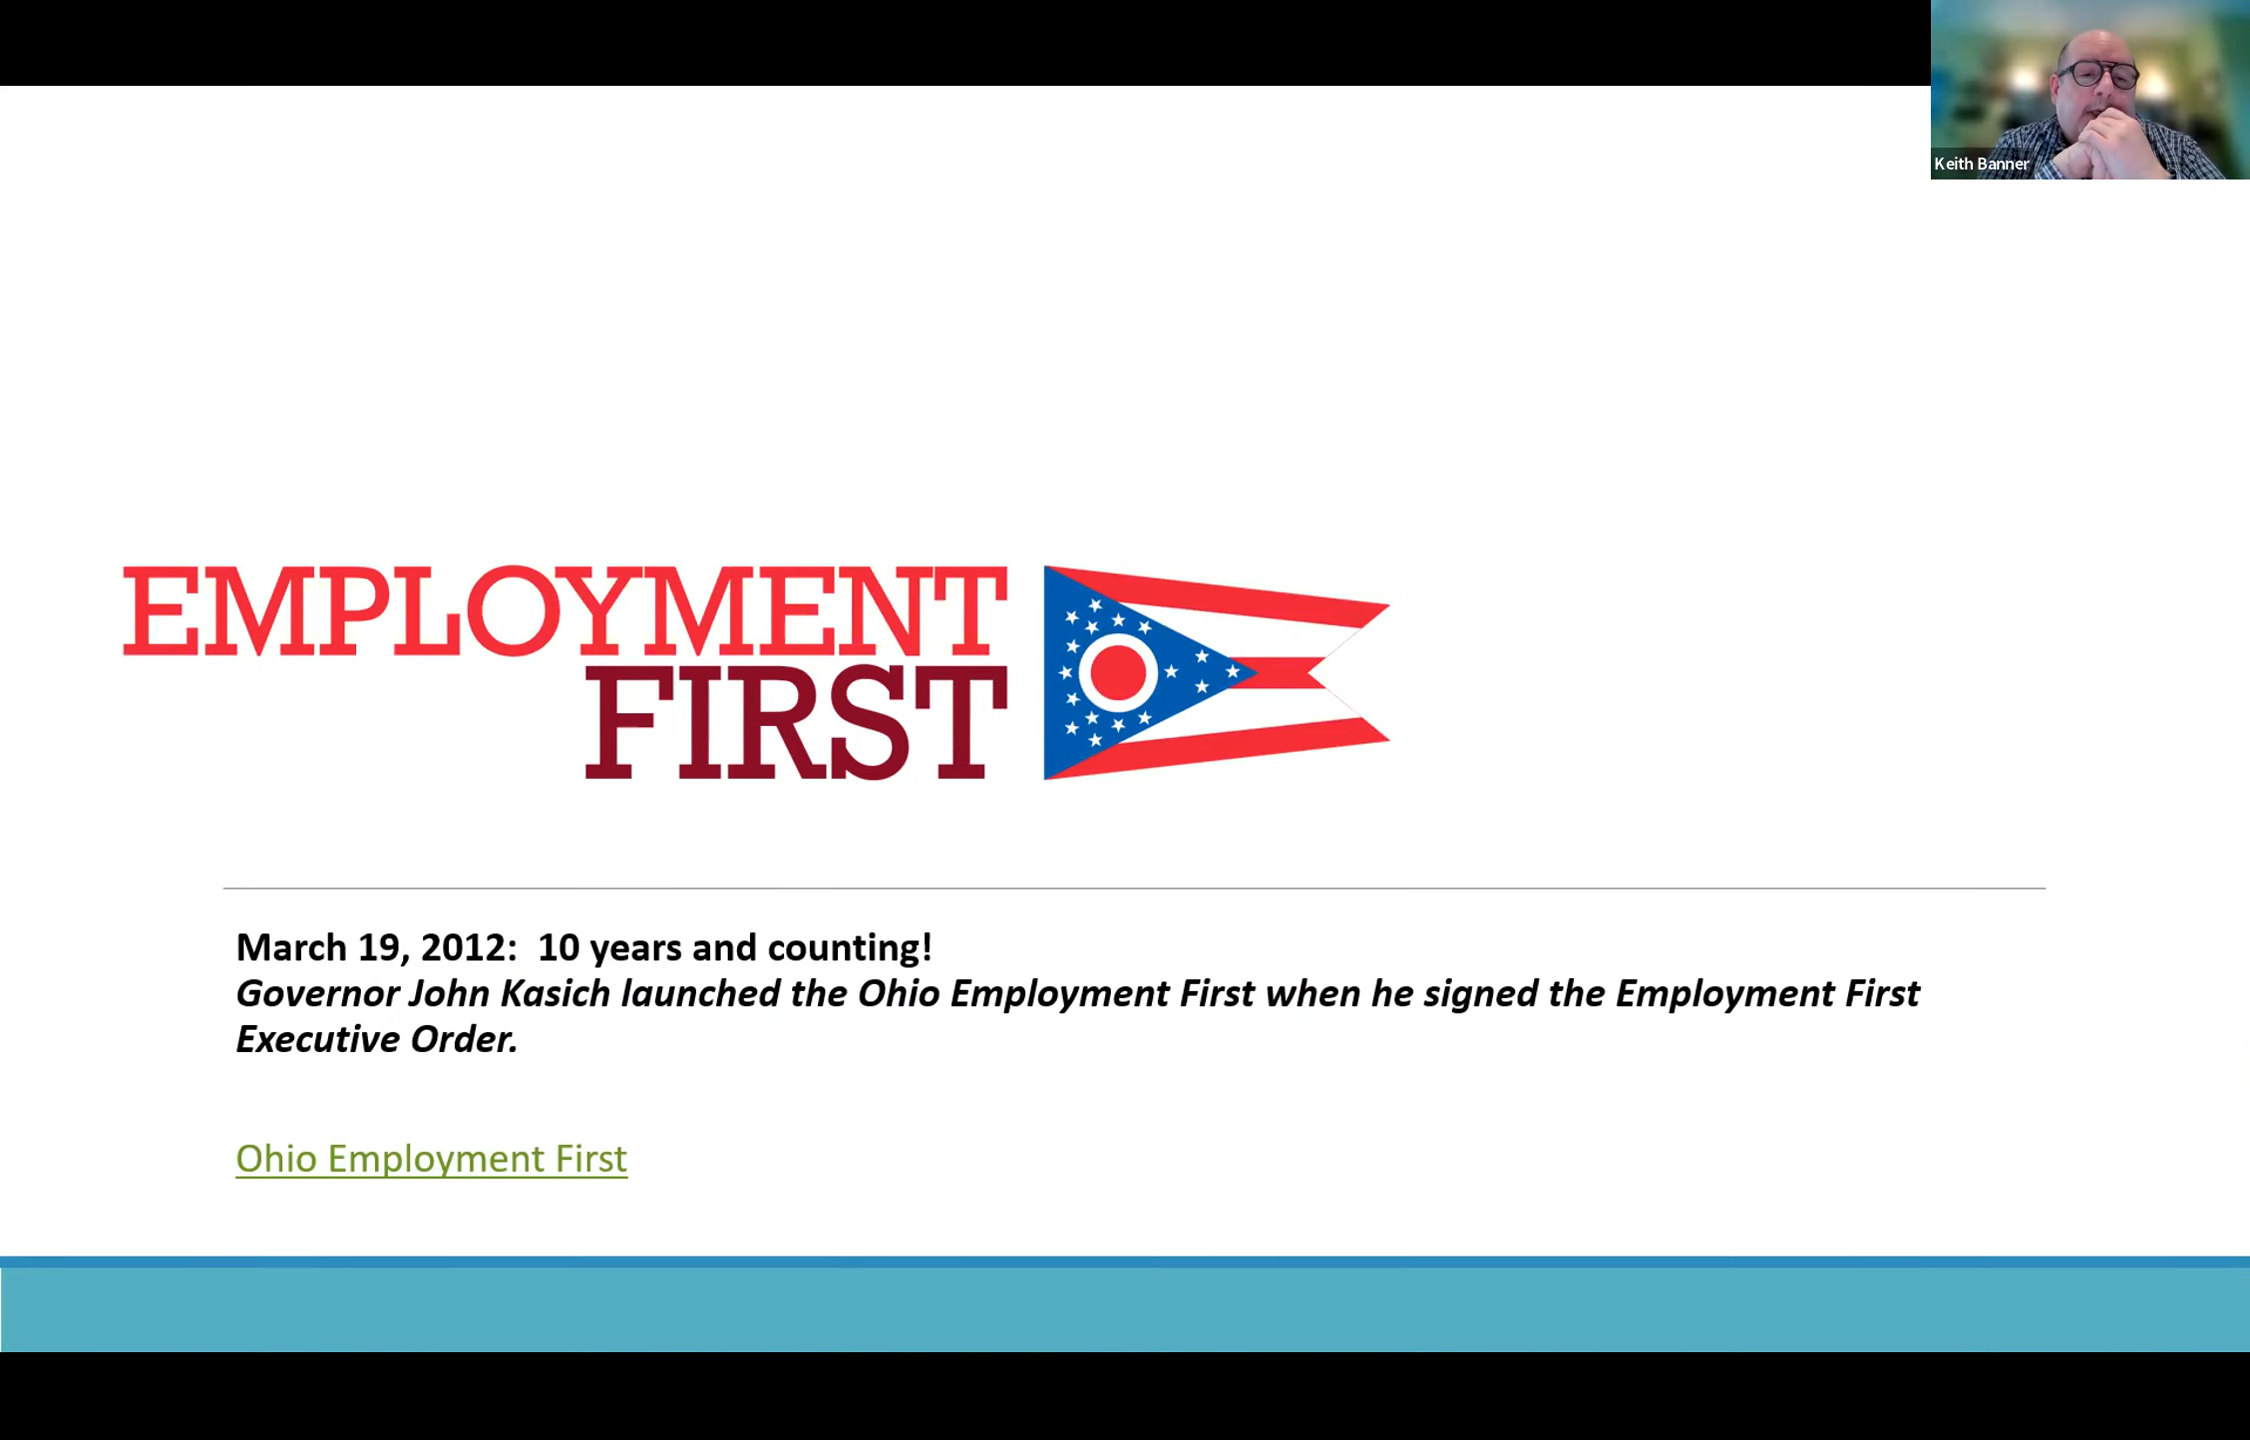 Keith Banner
EMPLOYMENT
FIRST
March 19, 2012:  10 years and counting!
Governor John Kasich launched the Ohio Employment First when he signed the Employment First
Executive Order.
Ohio Employment First